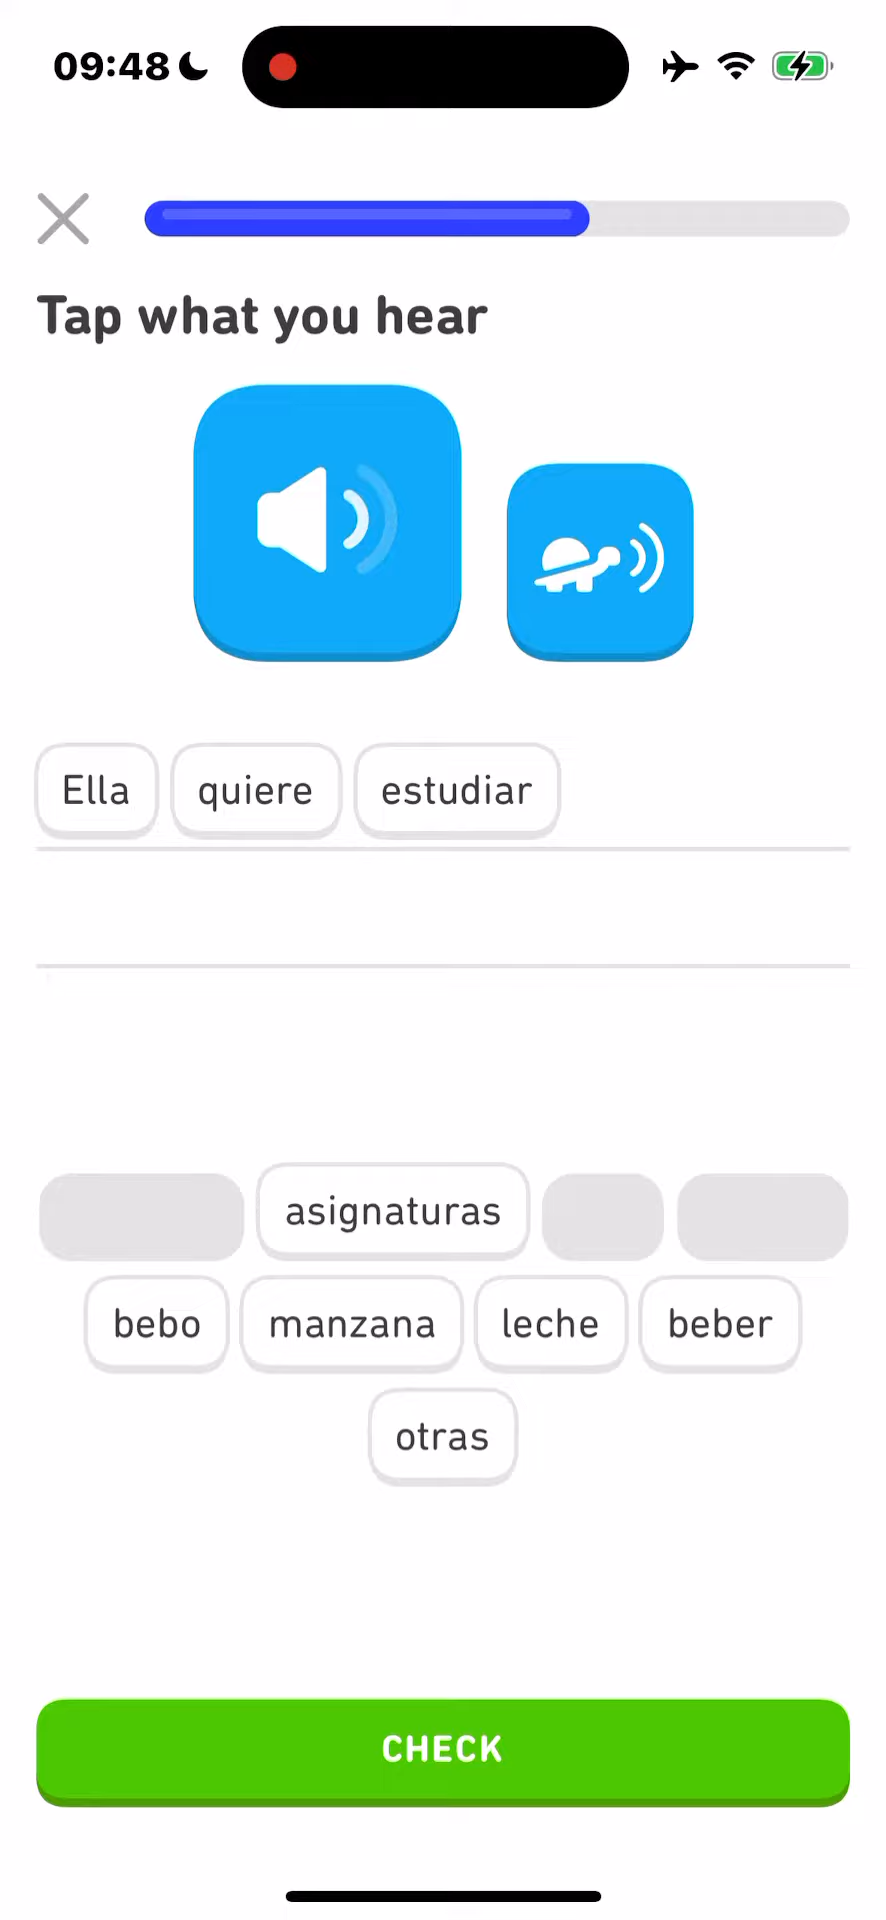 09:48
Tap what you hear
Ella quiere estudiar
asignaturas
bebo manzana leche beber
otras
CHECK